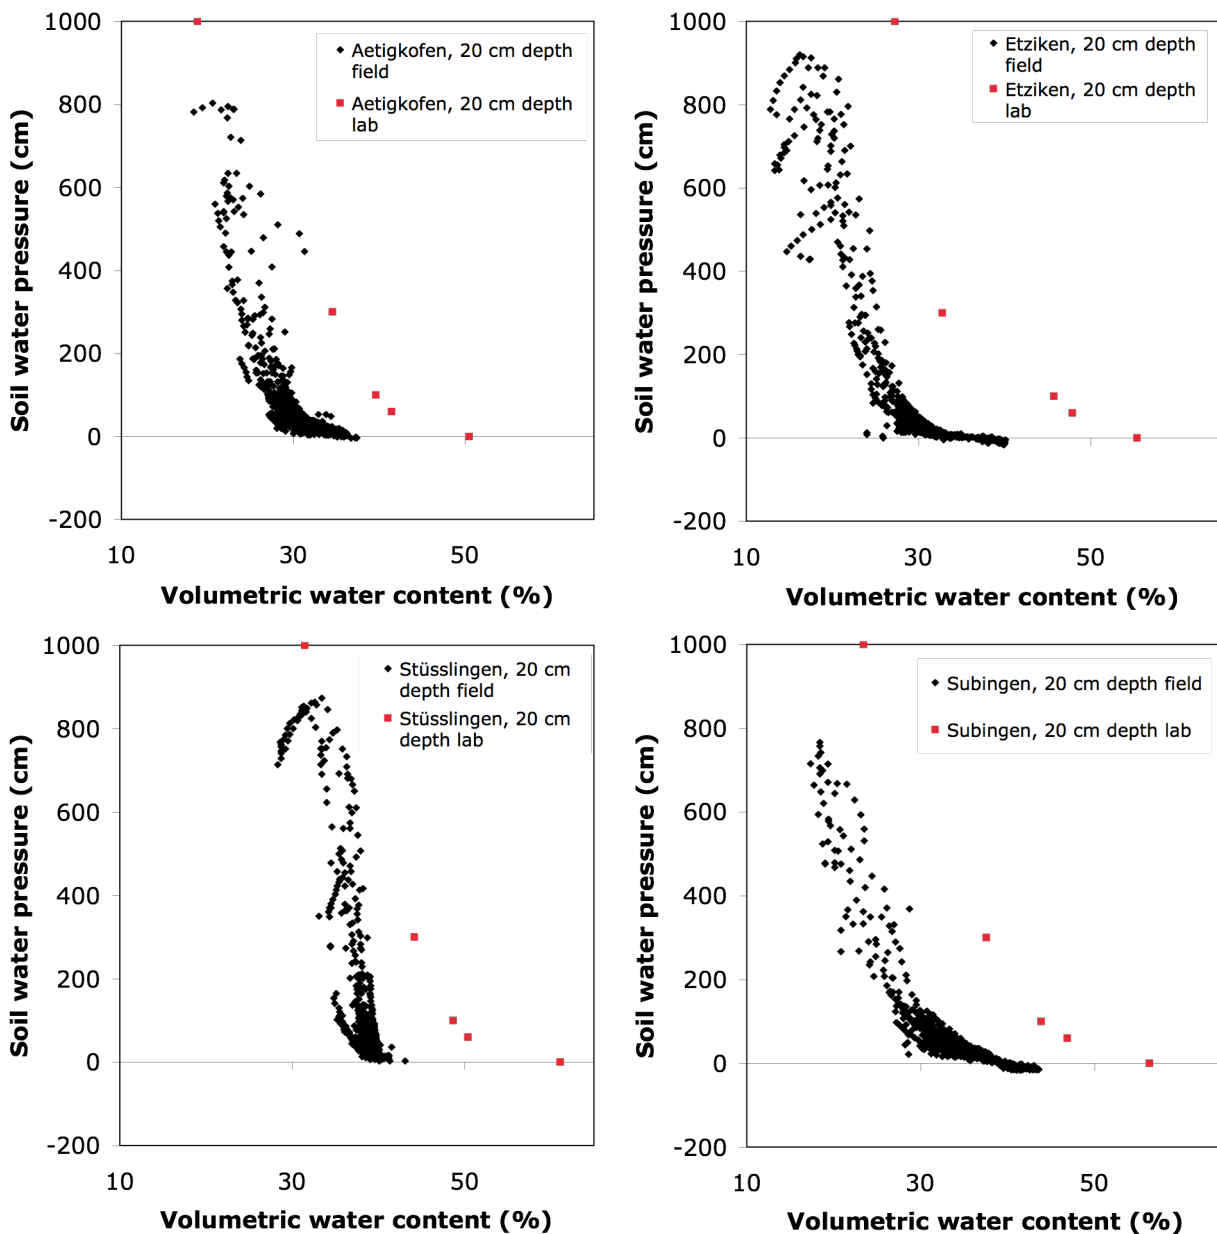 1000
800
600
400
200
0
-200
Soil water pressure (cm)
Aetigkofen, 20 cm depth
field
Aetigkofen, 20 cm depth
lab
10
30
50
Volumetric water content (%)
1000
800
600
400
200
0
-200
Soil water pressure (cm)
Etziken, 20 cm depth
field
Etziken, 20 cm depth
lab
10
30
50
Volumetric water content (%)
1000
800
600
400
200
0
-200
Soil water pressure (cm)
Stüsslingen, 20 cm
depth field
Stüsslingen, 20 cm
depth lab
10
30
50
Volumetric water content (%)
1000
800
600
400
200
0
-200
Soil water pressure (cm)
Subingen, 20 cm depth field
Subingen, 20 cm depth lab
10
30
50
Volumetric water content (%)